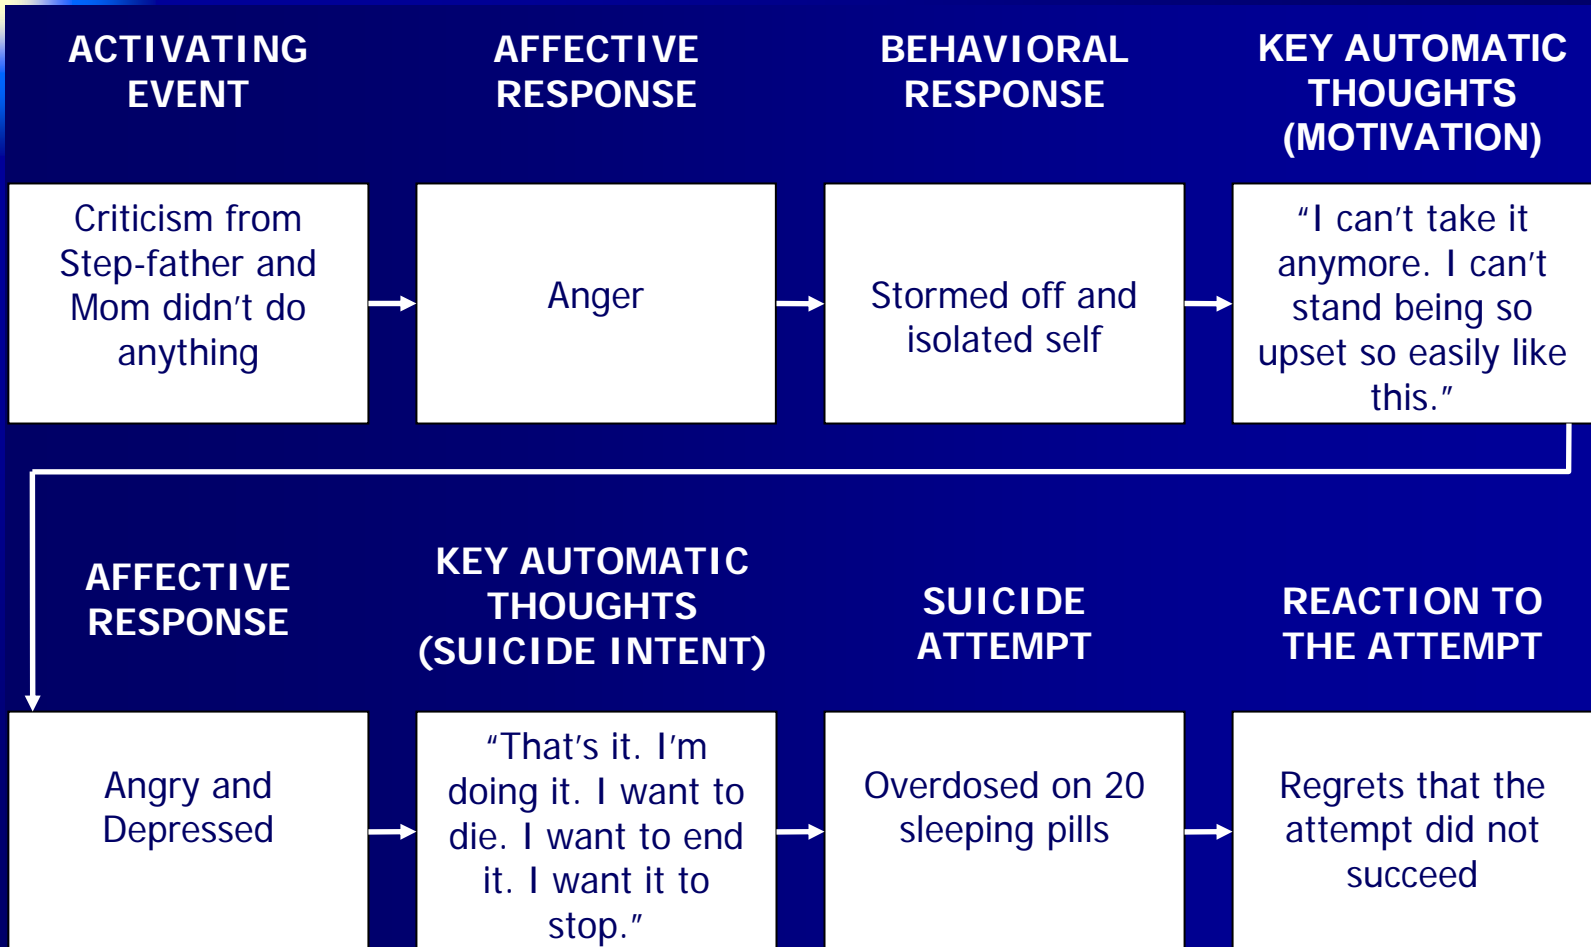 ACTIVATING
EVENT
AFFECTIVE
RESPONSE
BEHAVIORAL
RESPONSE
KEY AUTOMATIC
THOUGHTS
(MOTIVATION)
Criticism from
Step-father and
Mom didn't do
anything
Anger
Stormed off and
isolated self
“I can't take it
anymore. I can't
stand being so
upset so easily like
this.”
AFFECTIVE
RESPONSE
KEY AUTOMATIC
THOUGHTS
(SUICIDE INTENT)
SUICIDE
ATTEMPT
REACTION TO
THE ATTEMPT
Angry and
Depressed
“That's it. I'm
doing it. I want to
die. I want to end
it. I want it to
stop.”
Overdosed on 20
sleeping pills
Regrets that the
attempt did not
succeed